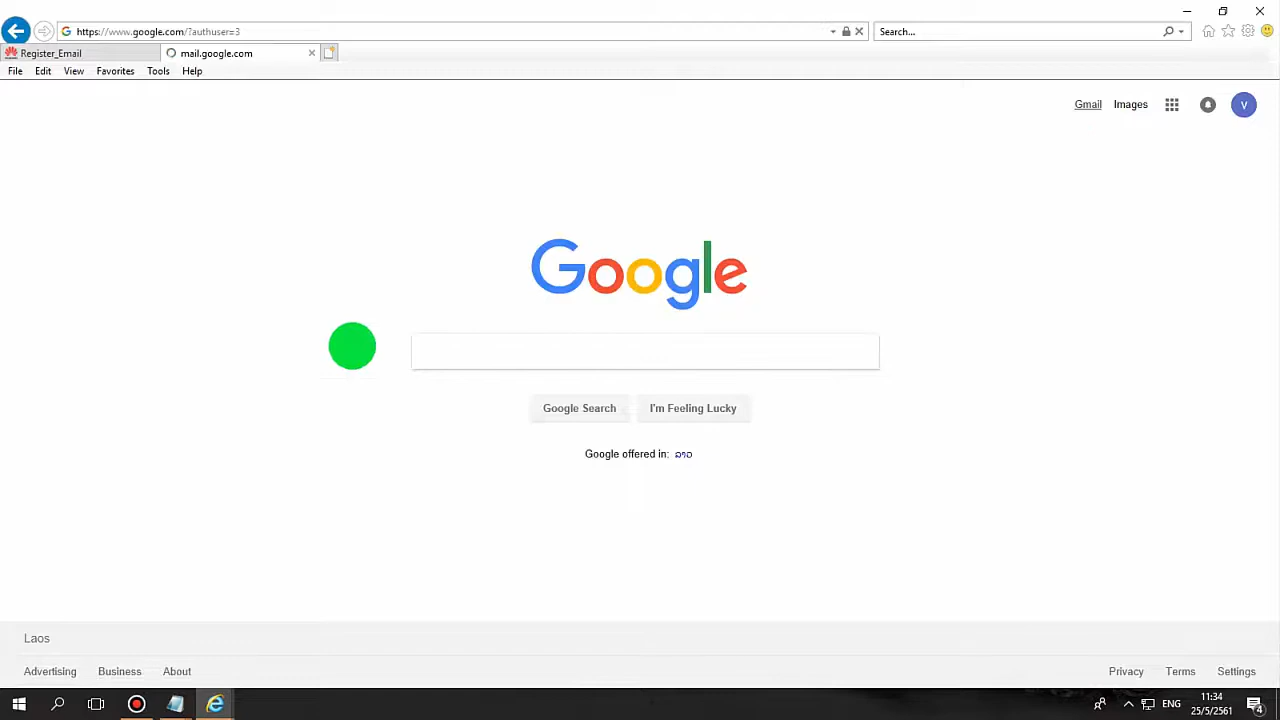 https://www.google.com/?authuser=3
Search...
Register_Email
mail.google.com
File Edit View Favorites Tools Help
Gmail Images
V
Google
Google Search I'm Feeling Lucky
Google offered in: ລາວ
Laos
Advertising Business About
Privacy Terms Settings
ENG
11:34
25/5/2561
4